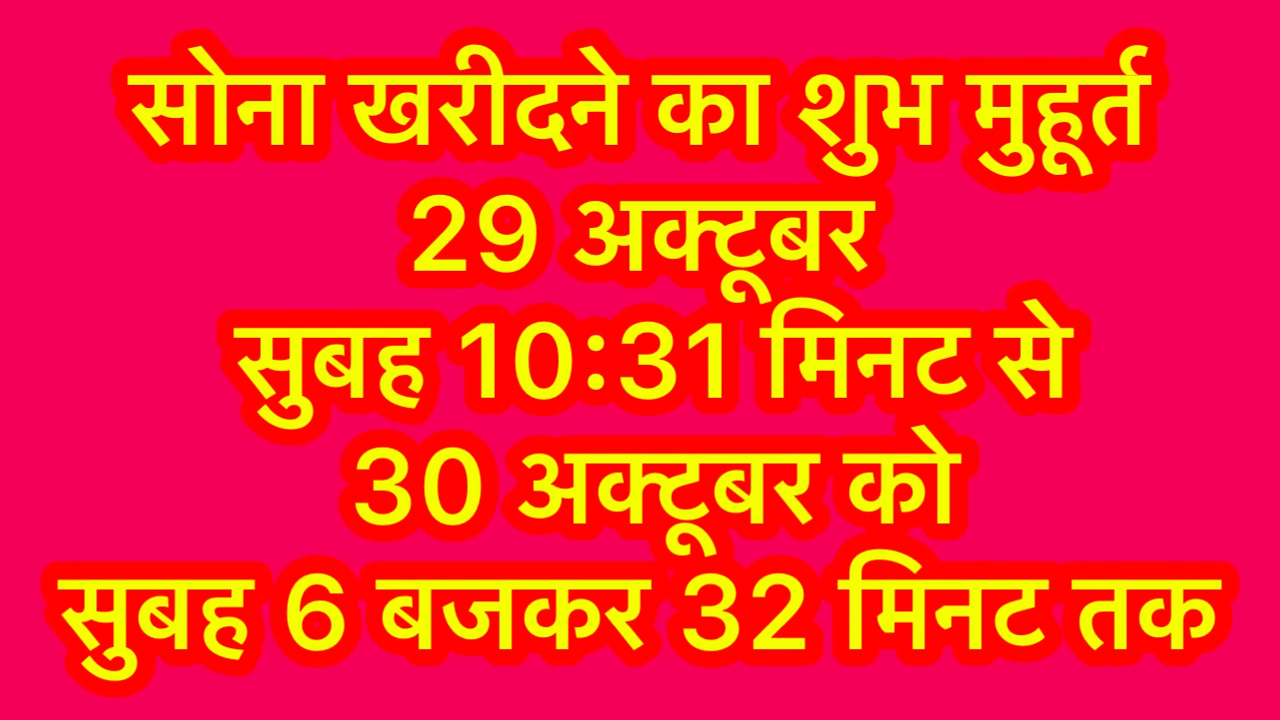 सोना खरीदने का शुभ मुहूर्त
29 अक्टूबर
सुबह 10:31 मिनट से
30 अक्टूबर को
सुबह 6 बजकर 32 मिनट तक